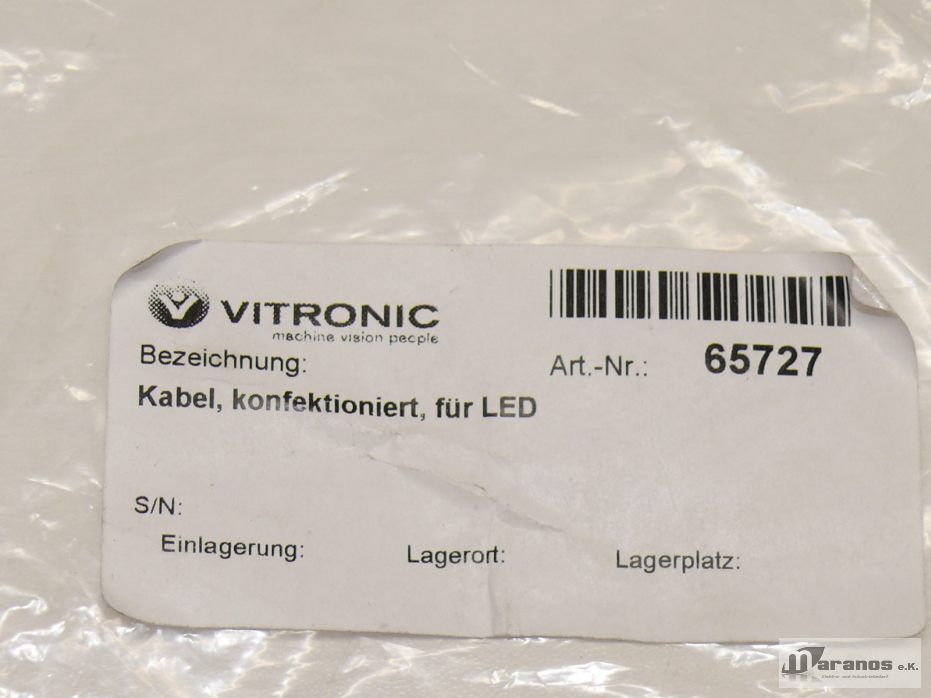 VITRONIC
machine vision people
Bezeichnung:
Kabel, konfektioniert, für LED
Art.-Nr.: 65727
S/N:
Einlagerung: Lagerort: Lagerplatz:
Maranos e.K.